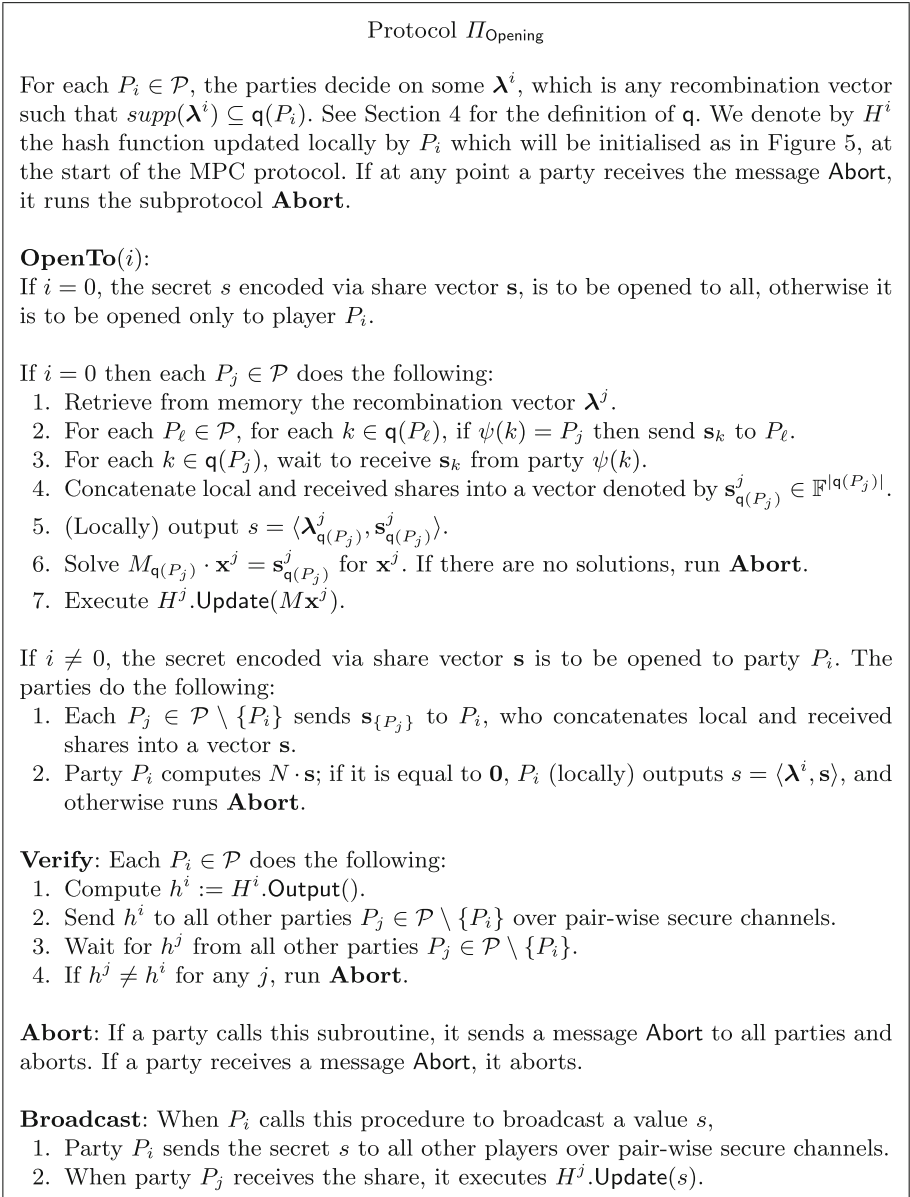 Protocol Π_Opening
For each P_i ∈ 𝒫, the parties decide on some λ^i, which is any recombination vector
such that supp(λ^i) ⊆ q(P_i). See Section 4 for the definition of q. We denote by H^i
the hash function updated locally by P_i which will be initialised as in Figure 5, at
the start of the MPC protocol. If at any point a party receives the message Abort,
it runs the subprotocol Abort.
OpenTo(i):
If i = 0, the secret s encoded via share vector s, is to be opened to all, otherwise it
is to be opened only to player P_i.
If i = 0 then each P_j ∈ 𝒫 does the following:
1. Retrieve from memory the recombination vector λ^j.
2. For each P_ℓ ∈ 𝒫, for each k ∈ q(P_ℓ), if ψ(k) = P_j then send s_k to P_ℓ.
3. For each k ∈ q(P_j), wait to receive s_k from party ψ(k).
4. Concatenate local and received shares into a vector denoted by s^j_{q(P_j)} ∈ 𝔽^{|q(P_j)|}.
5. (Locally) output s = ⟨λ^j_{q(P_j)}, s^j_{q(P_j)}⟩.
6. Solve M_{q(P_j)} · x^j = s^j_{q(P_j)} for x^j. If there are no solutions, run Abort.
7. Execute H^j.Update(Mx^j).
If i ≠ 0, the secret encoded via share vector s is to be opened to party P_i. The
parties do the following:
1. Each P_j ∈ 𝒫 \ {P_i} sends s_{{P_j}} to P_i, who concatenates local and received
shares into a vector s.
2. Party P_i computes N · s; if it is equal to 0, P_i (locally) outputs s = ⟨λ^i, s⟩, and
otherwise runs Abort.
Verify: Each P_i ∈ 𝒫 does the following:
1. Compute h^i := H^i.Output().
2. Send h^i to all other parties P_j ∈ 𝒫 \ {P_i} over pair-wise secure channels.
3. Wait for h^j from all other parties P_j ∈ 𝒫 \ {P_i}.
4. If h^j ≠ h^i for any j, run Abort.
Abort: If a party calls this subroutine, it sends a message Abort to all parties and
aborts. If a party receives a message Abort, it aborts.
Broadcast: When P_i calls this procedure to broadcast a value s,
1. Party P_i sends the secret s to all other players over pair-wise secure channels.
2. When party P_j receives the share, it executes H^j.Update(s).